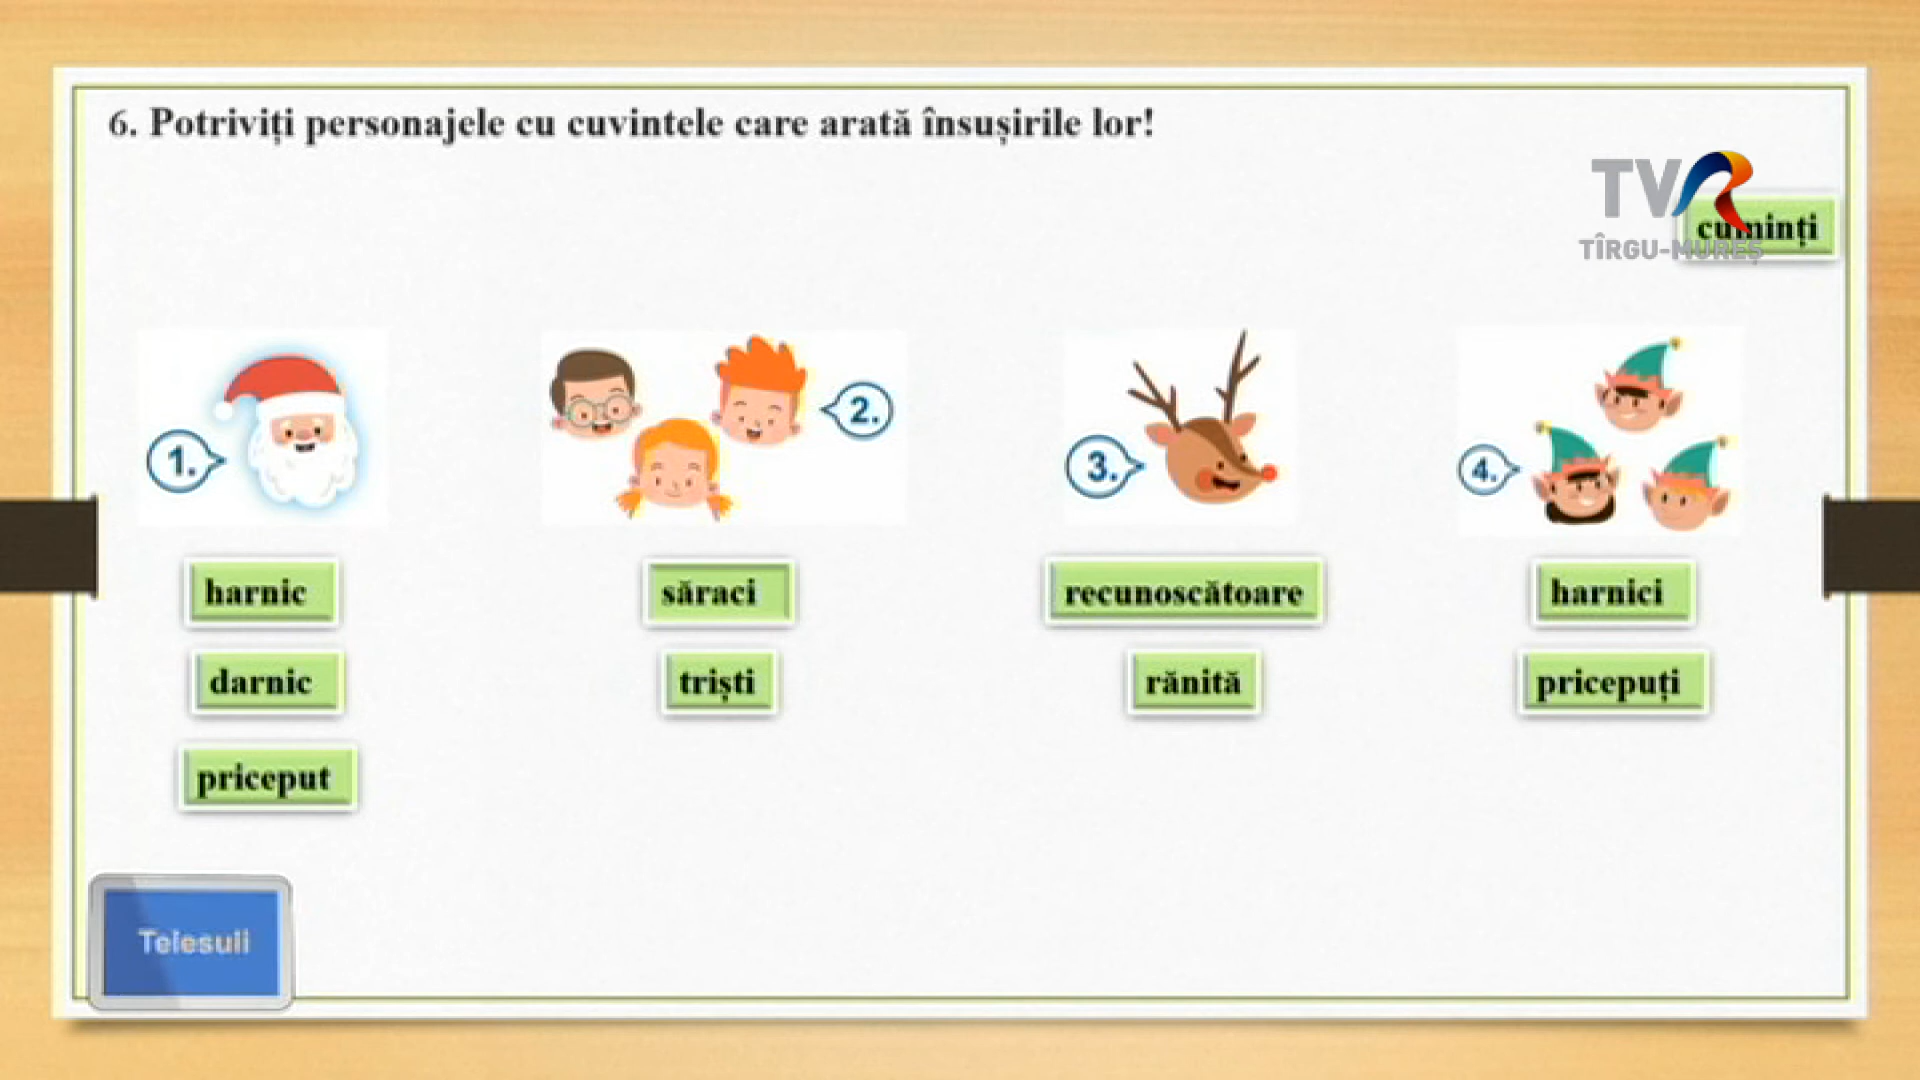 6. Potriviți personajele cu cuvintele care arată însușirile lor!
TVR
TÎRGU-MUREȘ
cuminți
1.
2.
3.
4.
harnic
săraci
recunoscătoare
harnici
darnic
triști
rănită
pricepuți
priceput
Telesuli